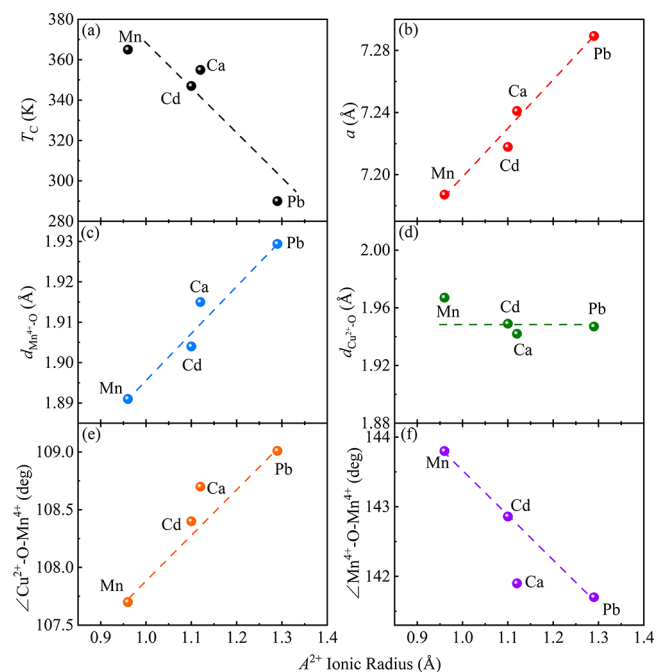 (a)
Mn
Ca
Cd
Pb
T_C (K)
280
300
320
340
360
380
(b)
Pb
Ca
Cd
Mn
a (Å)
7.20
7.24
7.28
(c)
Pb
Ca
Cd
Mn
d_Mn⁴⁺-O (Å)
1.89
1.90
1.91
1.92
1.93
(d)
Mn
Cd
Ca
Pb
d_Cu²⁺-O (Å)
1.88
1.92
1.96
2.00
(e)
Pb
Ca
Cd
Mn
∠Cu²⁺-O-Mn⁴⁺ (deg)
107.5
108.0
108.5
109.0
0.9 1.0 1.1 1.2 1.3 1.4
(f)
Mn
Cd
Ca
Pb
∠Mn⁴⁺-O-Mn⁴⁺ (deg)
142
143
144
0.9 1.0 1.1 1.2 1.3 1.4
A²⁺ Ionic Radius (Å)